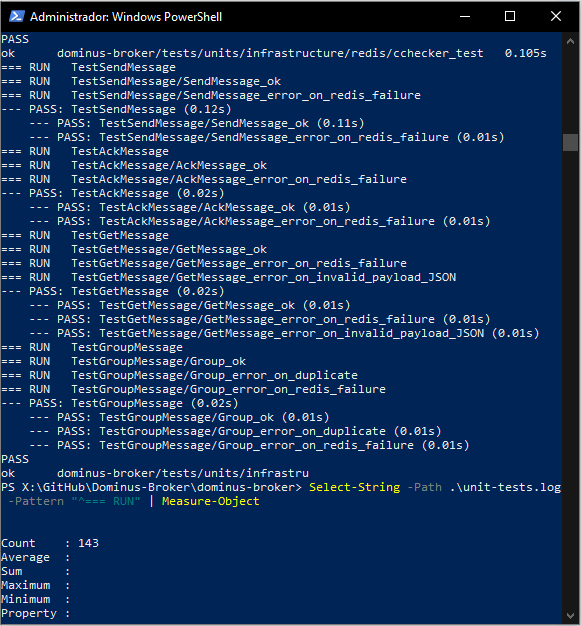 Administrador: Windows PowerShell
PASS
ok      dominus-broker/tests/units/infrastructure/redis/cchecker_test   0.105s
=== RUN   TestSendMessage
=== RUN   TestSendMessage/SendMessage_ok
=== RUN   TestSendMessage/SendMessage_error_on_redis_failure
--- PASS: TestSendMessage (0.12s)
    --- PASS: TestSendMessage/SendMessage_ok (0.11s)
    --- PASS: TestSendMessage/SendMessage_error_on_redis_failure (0.01s)
=== RUN   TestAckMessage
=== RUN   TestAckMessage/AckMessage_ok
=== RUN   TestAckMessage/AckMessage_error_on_redis_failure
--- PASS: TestAckMessage (0.02s)
    --- PASS: TestAckMessage/AckMessage_ok (0.01s)
    --- PASS: TestAckMessage/AckMessage_error_on_redis_failure (0.01s)
=== RUN   TestGetMessage
=== RUN   TestGetMessage/GetMessage_ok
=== RUN   TestGetMessage/GetMessage_error_on_redis_failure
=== RUN   TestGetMessage/GetMessage_error_on_invalid_payload_JSON
--- PASS: TestGetMessage (0.02s)
    --- PASS: TestGetMessage/GetMessage_ok (0.01s)
    --- PASS: TestGetMessage/GetMessage_error_on_redis_failure (0.01s)
    --- PASS: TestGetMessage/GetMessage_error_on_invalid_payload_JSON (0.01s)
=== RUN   TestGroupMessage
=== RUN   TestGroupMessage/Group_ok
=== RUN   TestGroupMessage/Group_error_on_duplicate
=== RUN   TestGroupMessage/Group_error_on_redis_failure
--- PASS: TestGroupMessage (0.02s)
    --- PASS: TestGroupMessage/Group_ok (0.01s)
    --- PASS: TestGroupMessage/Group_error_on_duplicate (0.01s)
    --- PASS: TestGroupMessage/Group_error_on_redis_failure (0.01s)
PASS
ok      dominus-broker/tests/units/infrastru
PS X:\GitHub\Dominus-Broker\dominus-broker> Select-String -Path .\unit-tests.log
 -Pattern "^=== RUN" | Measure-Object
Count    : 143
Average  :
Sum      :
Maximum  :
Minimum  :
Property :